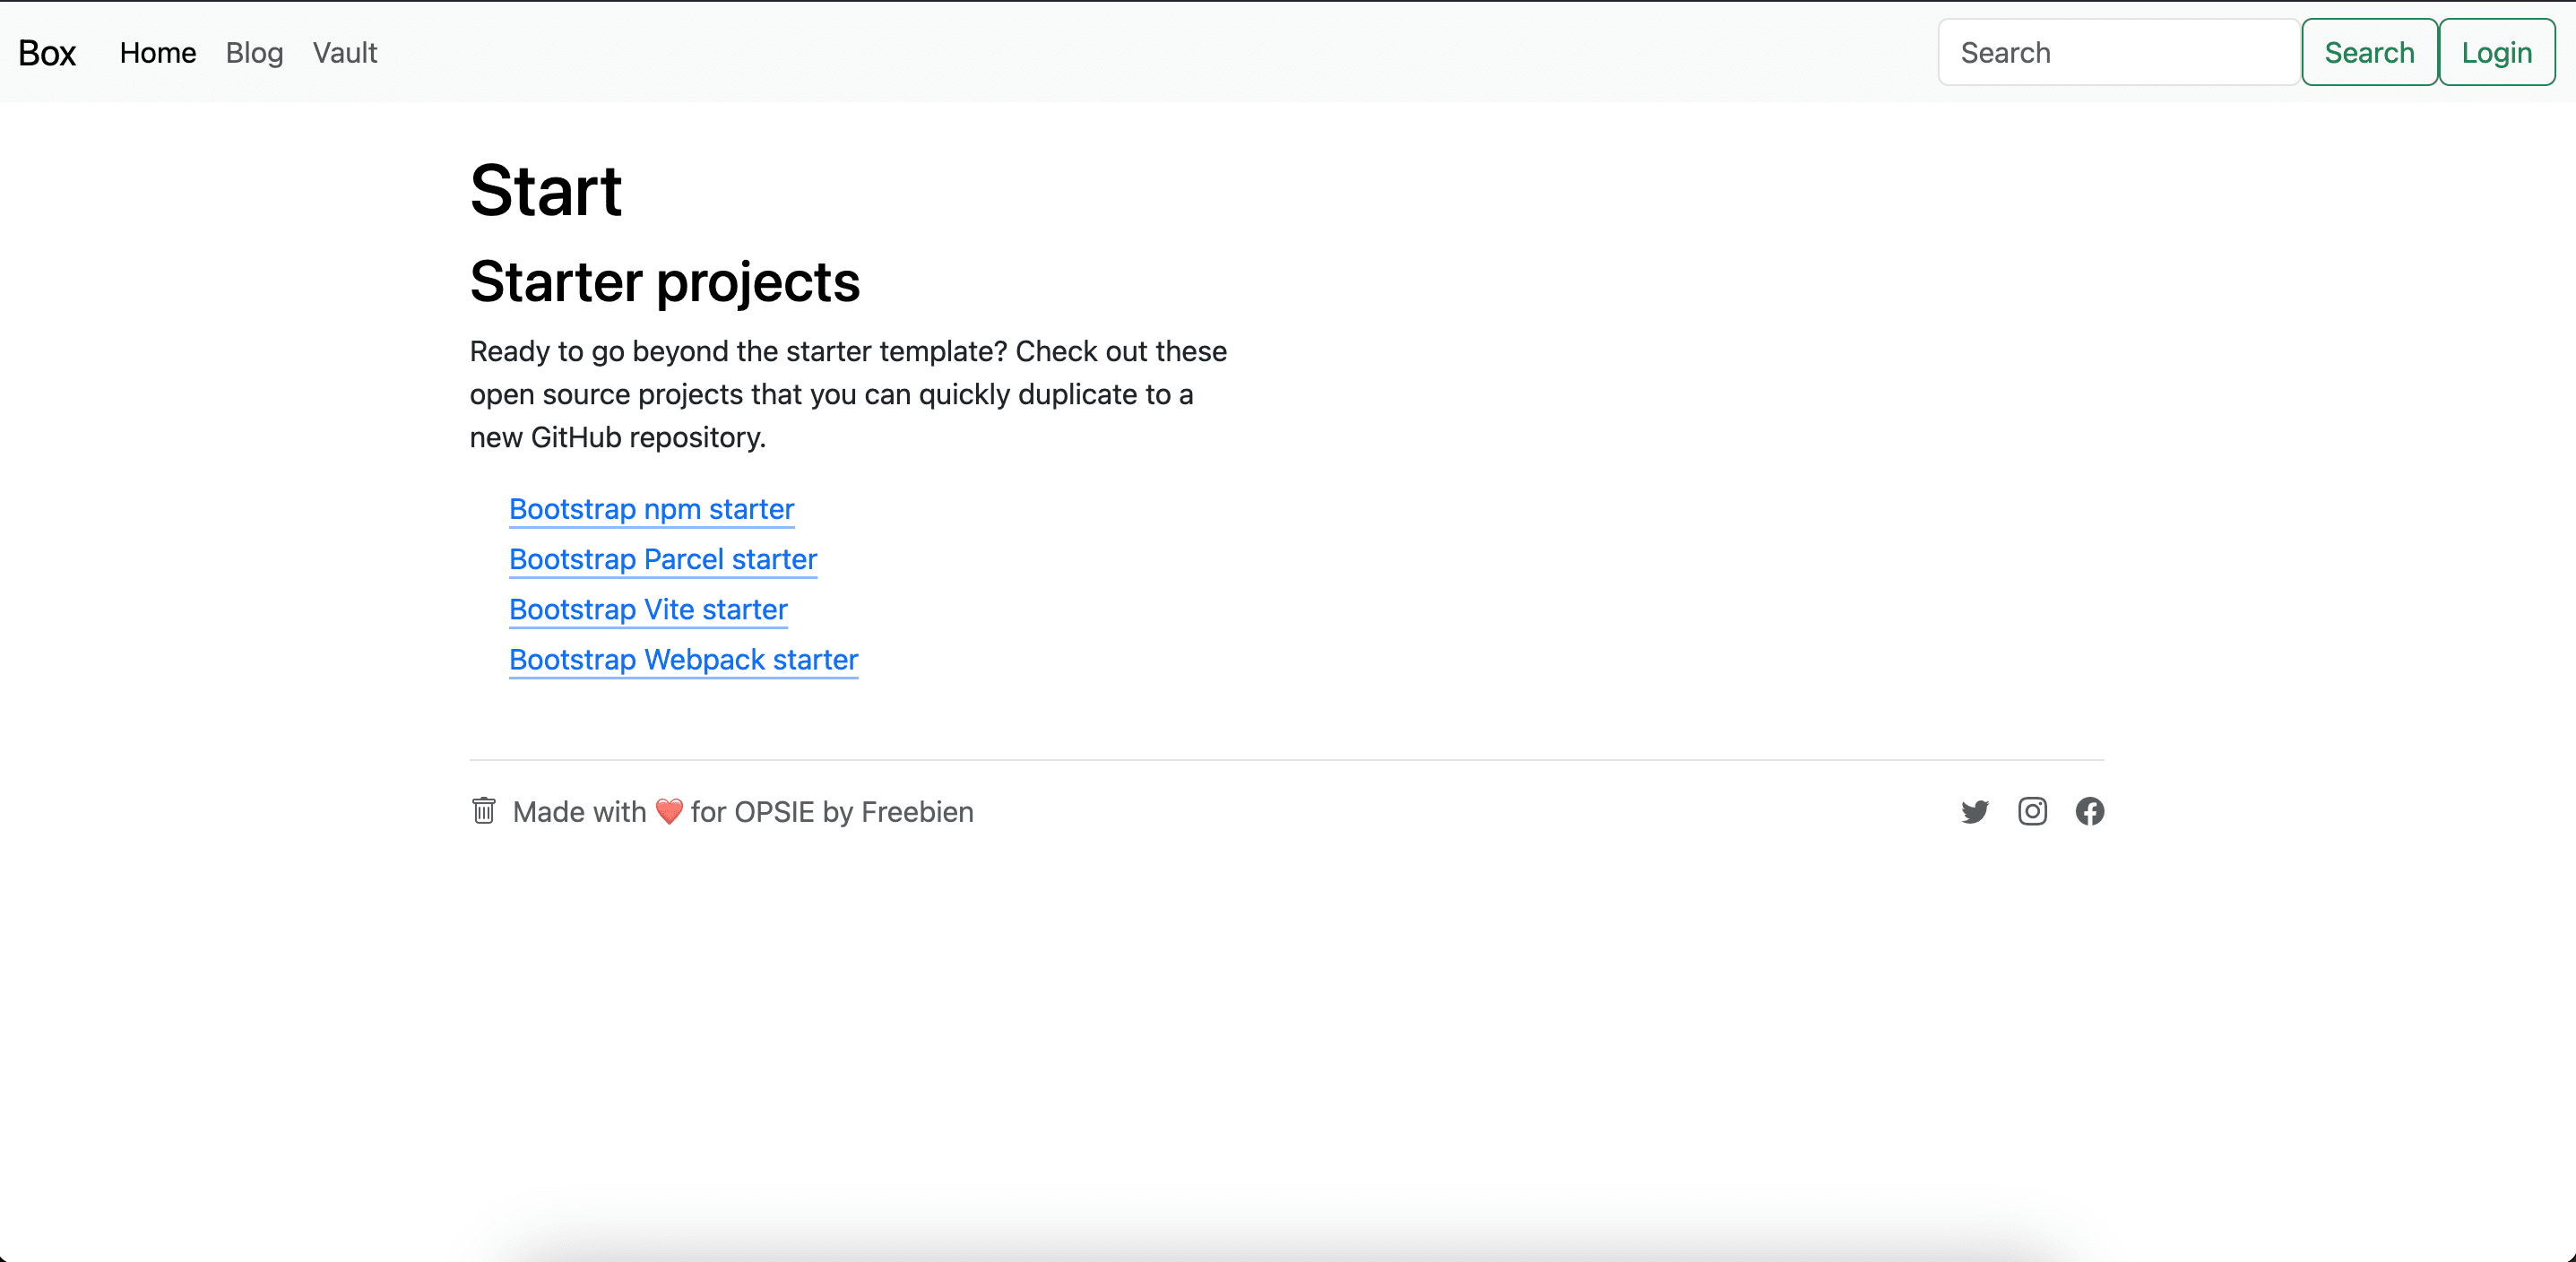 Box Home Blog Vault Search Search Login
Start
Starter projects
Ready to go beyond the starter template? Check out these
open source projects that you can quickly duplicate to a
new GitHub repository.
Bootstrap npm starter
Bootstrap Parcel starter
Bootstrap Vite starter
Bootstrap Webpack starter
Made with ❤️ for OPSIE by Freebien